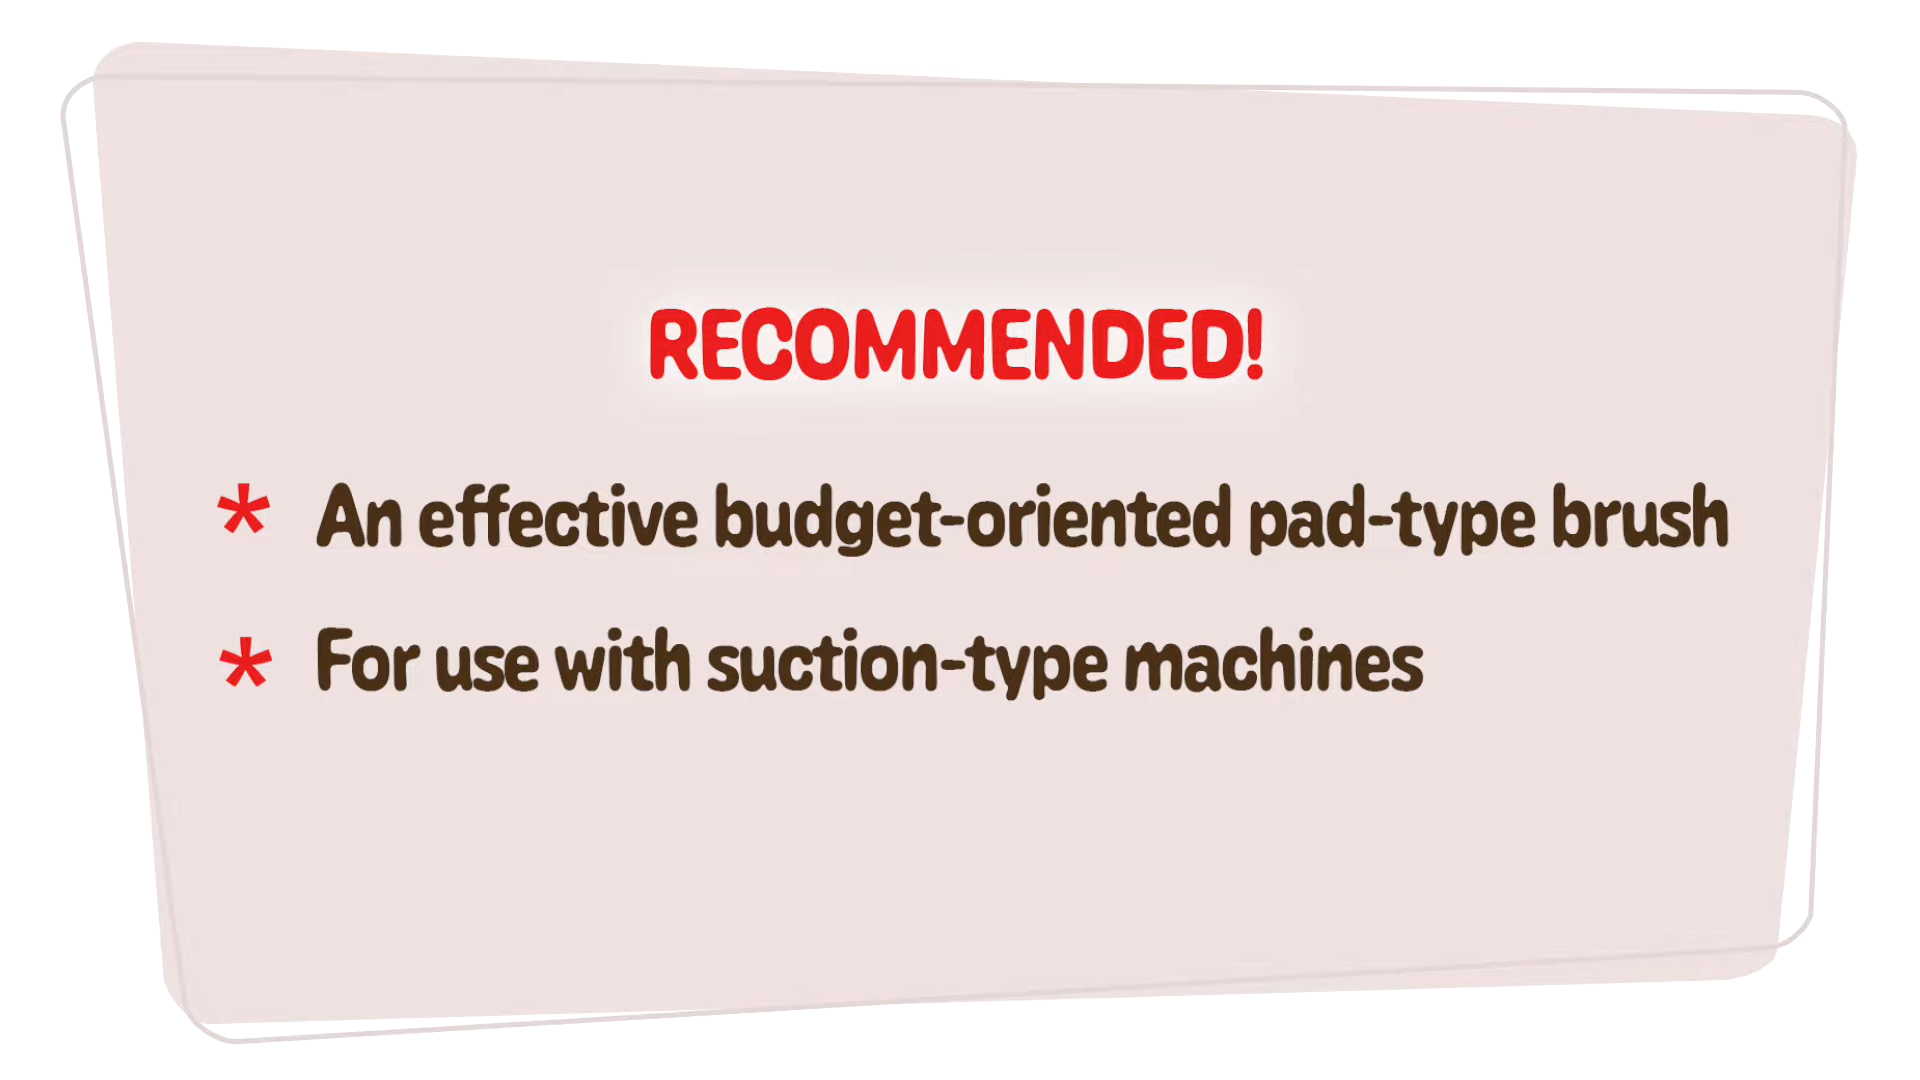 RECOMMENDED!
* An effective budget-oriented pad-type brush
* For use with suction-type machines